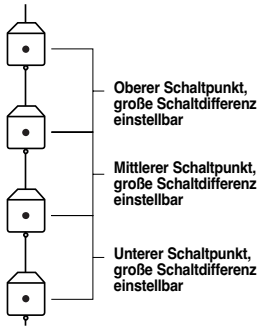 Oberer Schaltpunkt,
große Schaltdifferenz
einstellbar
Mittlerer Schaltpunkt,
große Schaltdifferenz
einstellbar
Unterer Schaltpunkt,
große Schaltdifferenz
einstellbar